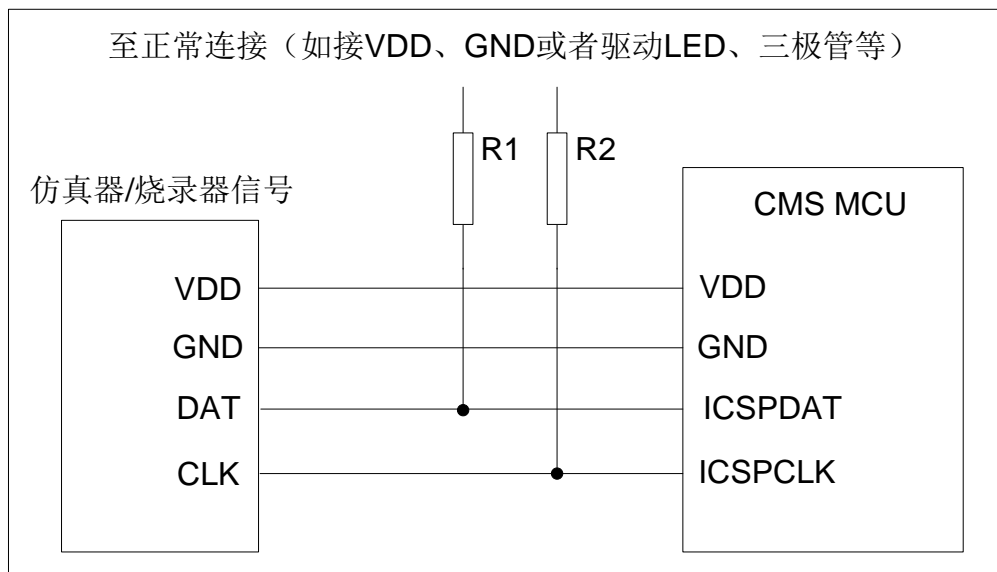 至正常连接（如接VDD、GND或者驱动LED、三极管等）
R1
R2
仿真器/烧录器信号
CMS MCU
VDD
VDD
GND
GND
DAT
ICSPDAT
CLK
ICSPCLK